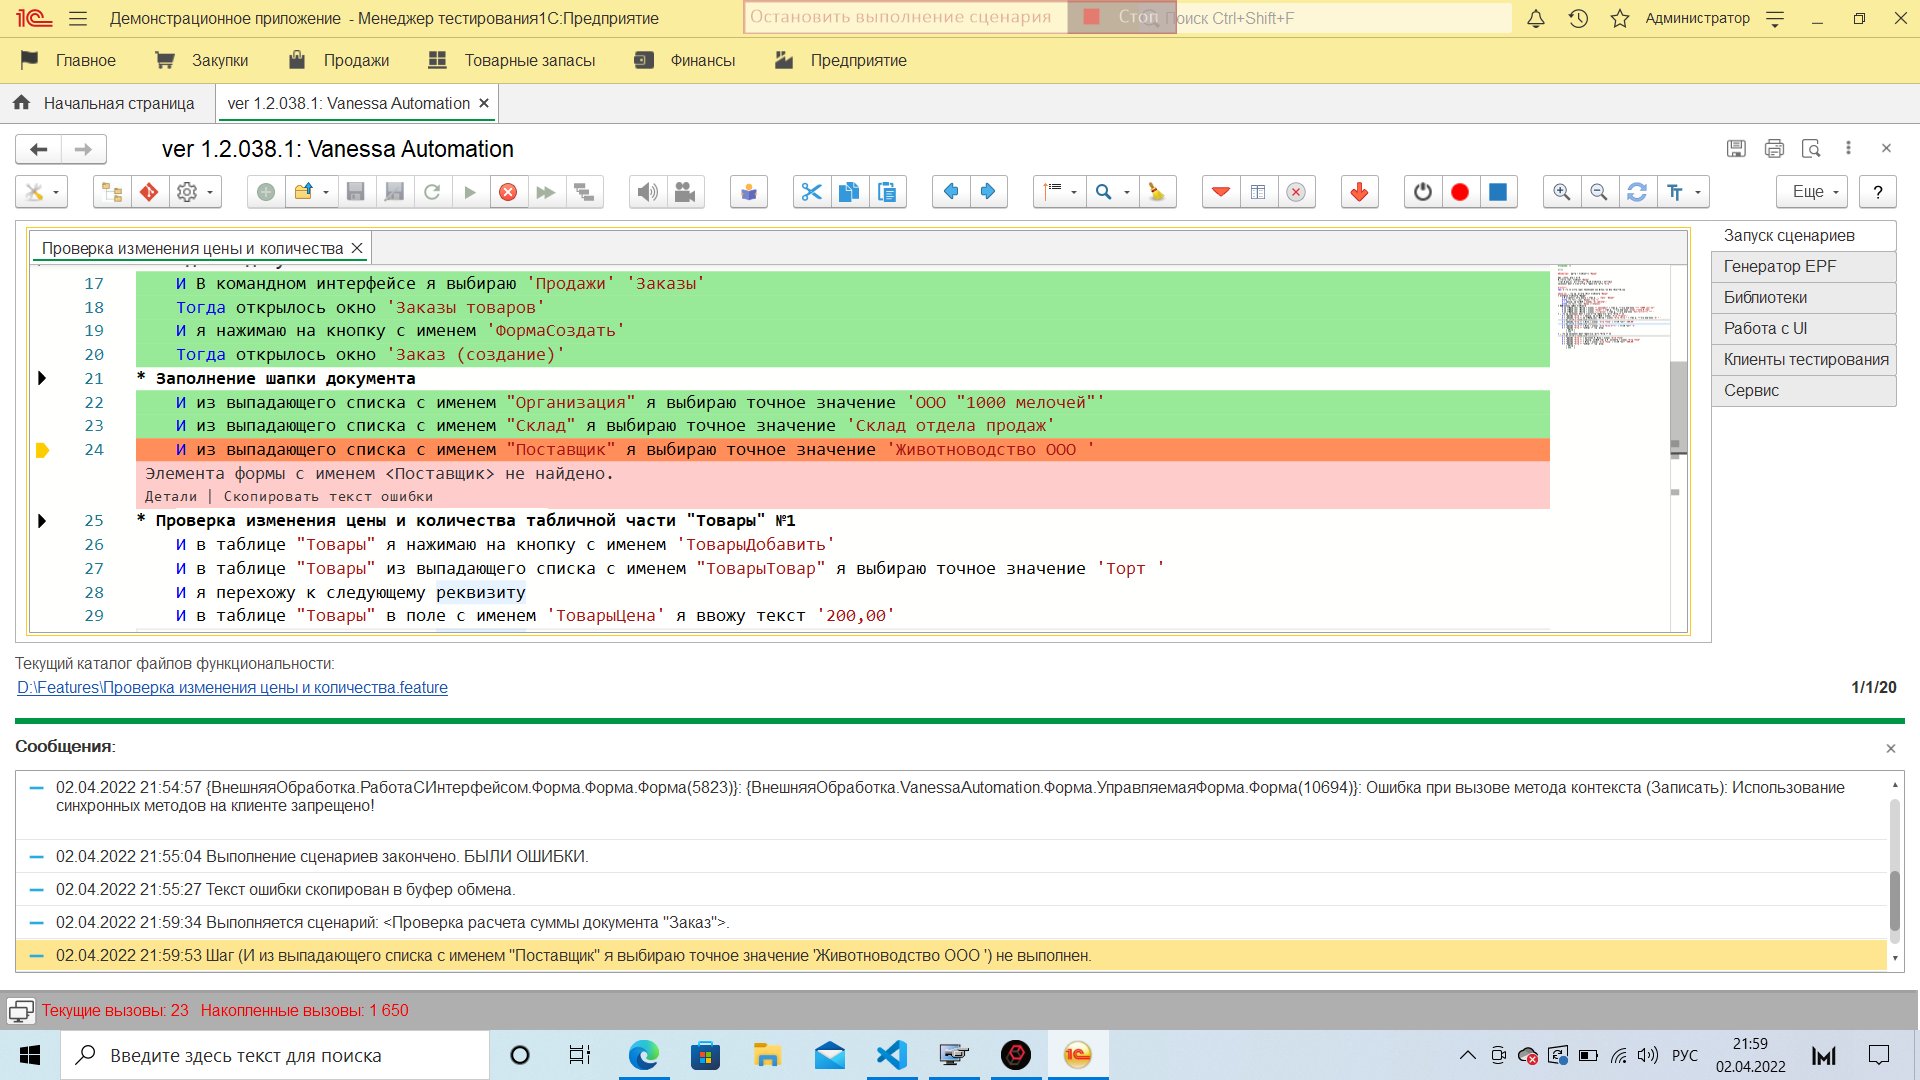 Демонстрационное приложение - Менеджер тестирования1С:Предприятие
Остановить выполнение сценария
Стоп
Поиск Ctrl+Shift+F
Администратор
Главное
Закупки
Продажи
Товарные запасы
Финансы
Предприятие
Начальная страница
ver 1.2.038.1: Vanessa Automation
ver 1.2.038.1: Vanessa Automation
Еще
?
Проверка изменения цены и количества
Запуск сценариев
Генератор EPF
Библиотеки
Работа с UI
Клиенты тестирования
Сервис
17 И В командном интерфейсе я выбираю 'Продажи' 'Заказы'
18 Тогда открылось окно 'Заказы товаров'
19 И я нажимаю на кнопку с именем 'ФормаСоздать'
20 Тогда открылось окно 'Заказ (создание)'
21 * Заполнение шапки документа
22 И из выпадающего списка с именем "Организация" я выбираю точное значение 'ООО "1000 мелочей"'
23 И из выпадающего списка с именем "Склад" я выбираю точное значение 'Склад отдела продаж'
24 И из выпадающего списка с именем "Поставщик" я выбираю точное значение 'Животноводство ООО '
Элемента формы с именем <Поставщик> не найдено.
Детали | Скопировать текст ошибки
25 * Проверка изменения цены и количества табличной части "Товары" №1
26 И в таблице "Товары" я нажимаю на кнопку с именем 'ТоварыДобавить'
27 И в таблице "Товары" из выпадающего списка с именем "ТоварыТовар" я выбираю точное значение 'Торт '
28 И я перехожу к следующему реквизиту
29 И в таблице "Товары" в поле с именем 'ТоварыЦена' я ввожу текст '200,00'
Текущий каталог файлов функциональности:
D:\Features\Проверка изменения цены и количества.feature
1/1/20
Сообщения:
02.04.2022 21:54:57 {ВнешняяОбработка.РаботаСИнтерфейсом.Форма.Форма.Форма(5823)}: {ВнешняяОбработка.VanessaAutomation.Форма.УправляемаяФорма.Форма(10694)}: Ошибка при вызове метода контекста (Записать): Использование
синхронных методов на клиенте запрещено!
02.04.2022 21:55:04 Выполнение сценариев закончено. БЫЛИ ОШИБКИ.
02.04.2022 21:55:27 Текст ошибки скопирован в буфер обмена.
02.04.2022 21:59:34 Выполняется сценарий: <Проверка расчета суммы документа "Заказ">.
02.04.2022 21:59:53 Шаг (И из выпадающего списка с именем "Поставщик" я выбираю точное значение 'Животноводство ООО ') не выполнен.
Текущие вызовы: 23 Накопленные вызовы: 1 650
Введите здесь текст для поиска
РУС
21:59
02.04.2022